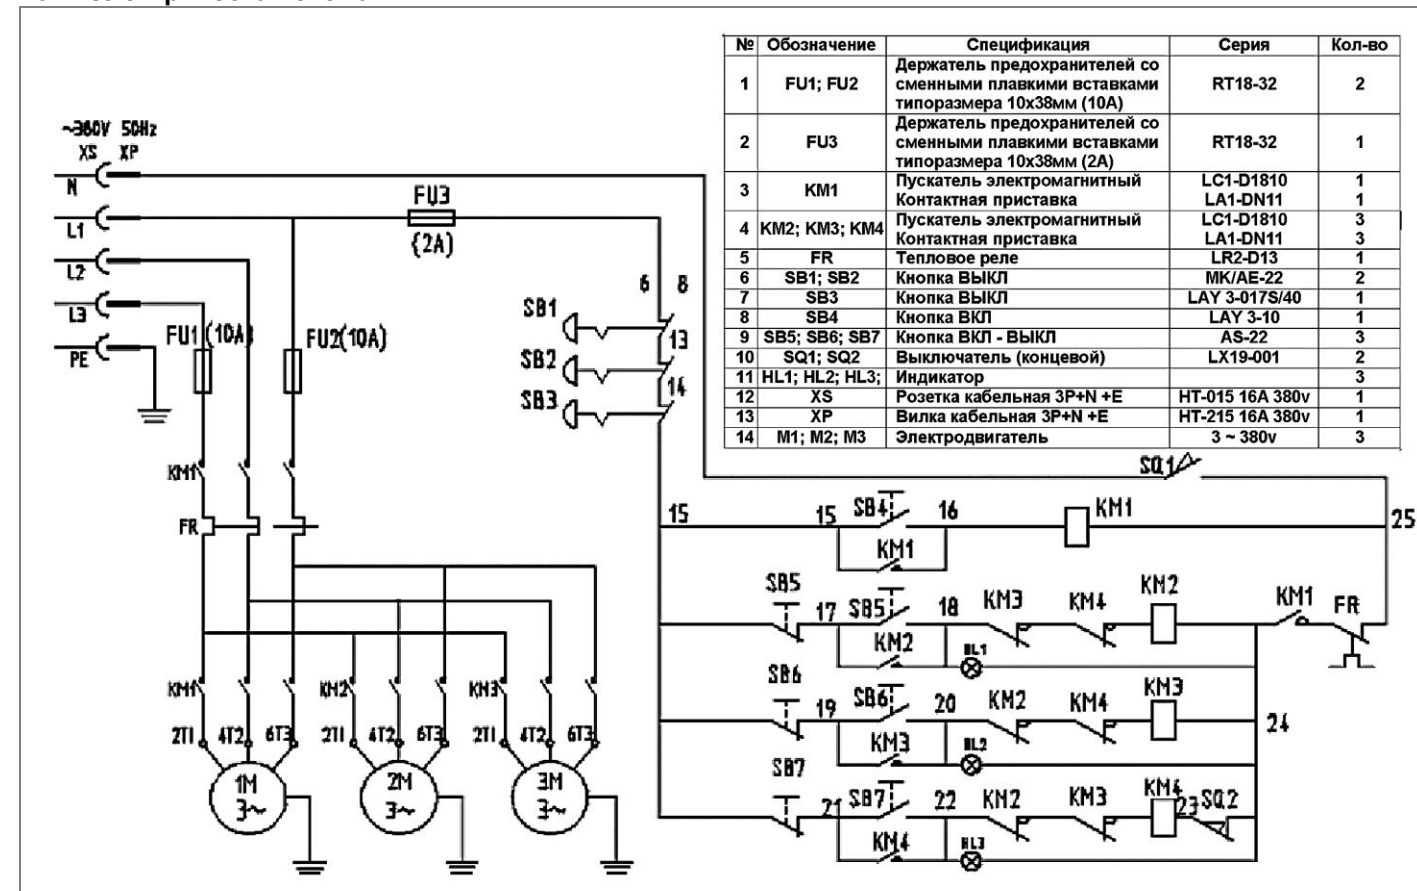 № Обозначение Спецификация Серия Кол-во
1 FU1; FU2 Держатель предохранителей со сменными плавкими вставками типоразмера 10х38мм (10А) RT18-32 2
2 FU3 Держатель предохранителей со сменными плавкими вставками типоразмера 10х38мм (2А) RT18-32 1
3 KM1 Пускатель электромагнитный LC1-D1810 1
Контактная приставка LA1-DN11 1
4 KM2; KM3; KM4 Пускатель электромагнитный LC1-D1810 3
Контактная приставка LA1-DN11 3
5 FR Тепловое реле LR2-D13 1
6 SB1; SB2 Кнопка ВЫКЛ MK/AE-22 2
7 SB3 Кнопка ВЫКЛ LAY 3-017S/40 1
8 SB4 Кнопка ВКЛ LAY 3-10 1
9 SB5; SB6; SB7 Кнопка ВКЛ - ВЫКЛ AS-22 3
10 SQ1; SQ2 Выключатель (концевой) LX19-001 2
11 HL1; HL2; HL3; Индикатор 3
12 XS Розетка кабельная 3P+N +E HT-015 16A 380v 1
13 XP Вилка кабельная 3P+N +E HT-215 16A 380v 1
14 M1; M2; M3 Электродвигатель 3 ~ 380v 3
~360V 50Hz
XS XP
N
L1
L2
L3
PE
FU3
(2A)
FU1 (10A)
FU2(10A)
6 8
SB1
13
SB2
14
SB3
KM1
FR
SQ1
15 15 SB4 16 KM1 25
KM1
SB5 17 SB5 18 KM3 KM4 KM2 KM1 FR
KM2 HL1
SB6 19 SB6 20 KM2 KM4 KM3 24
KM3 HL2
SB7 21 SB7 22 KM2 KM3 KM4 23 SQ2
KM4 HL3
KM1 KM2 KM3
2T1 4T2 6T3 2T1 4T2 6T3 2T1 4T2 6T3
1M 2M 3M
3~ 3~ 3~